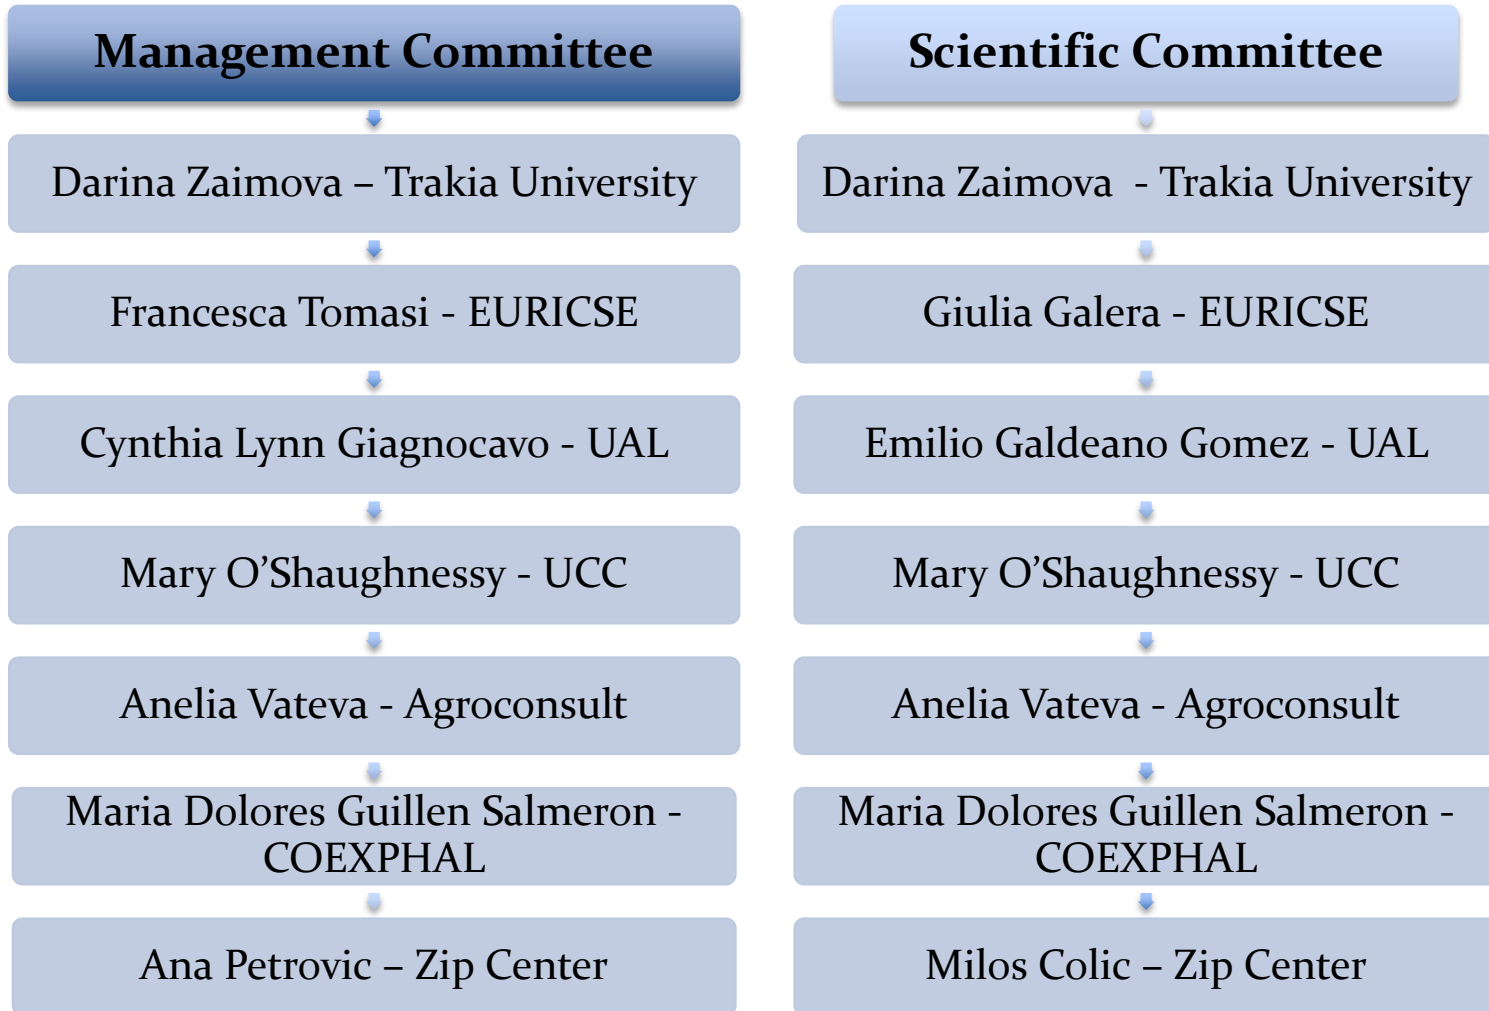 Management Committee
Darina Zaimova – Trakia University
Francesca Tomasi - EURICSE
Cynthia Lynn Giagnocavo - UAL
Mary O’Shaughnessy - UCC
Anelia Vateva - Agroconsult
Maria Dolores Guillen Salmeron -
COEXPHAL
Ana Petrovic – Zip Center
Scientific Committee
Darina Zaimova  - Trakia University
Giulia Galera - EURICSE
Emilio Galdeano Gomez - UAL
Mary O’Shaughnessy - UCC
Anelia Vateva - Agroconsult
Maria Dolores Guillen Salmeron -
COEXPHAL
Milos Colic – Zip Center